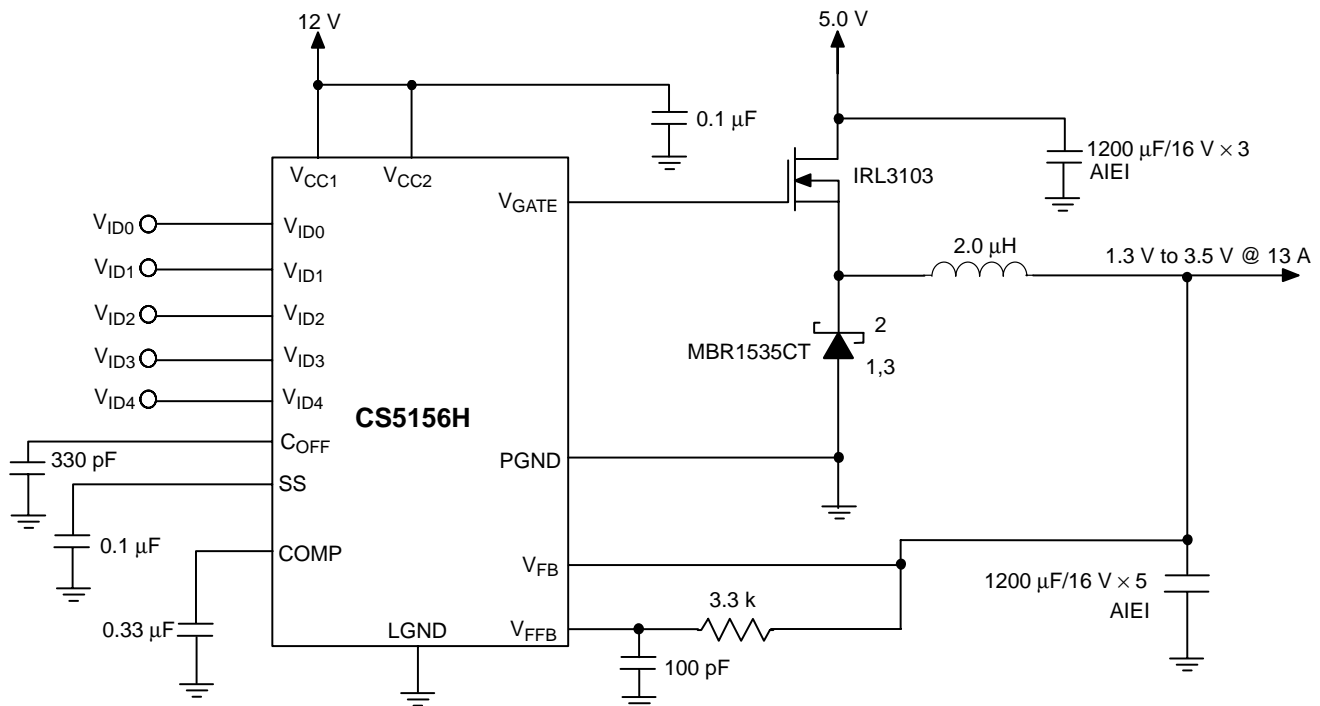 12 V
5.0 V
0.1 μF
1200 μF/16 V × 3
AIEI
VCC1
VCC2
IRL3103
VGATE
VID0
VID0
VID1
VID1
VID2
VID2
VID3
VID3
VID4
VID4
2.0 μH
1.3 V to 3.5 V @ 13 A
2
MBR1535CT
1,3
CS5156H
COFF
330 pF
PGND
SS
0.1 μF
COMP
VFB
1200 μF/16 V × 5
AIEI
3.3 k
0.33 μF
LGND
VFFB
100 pF